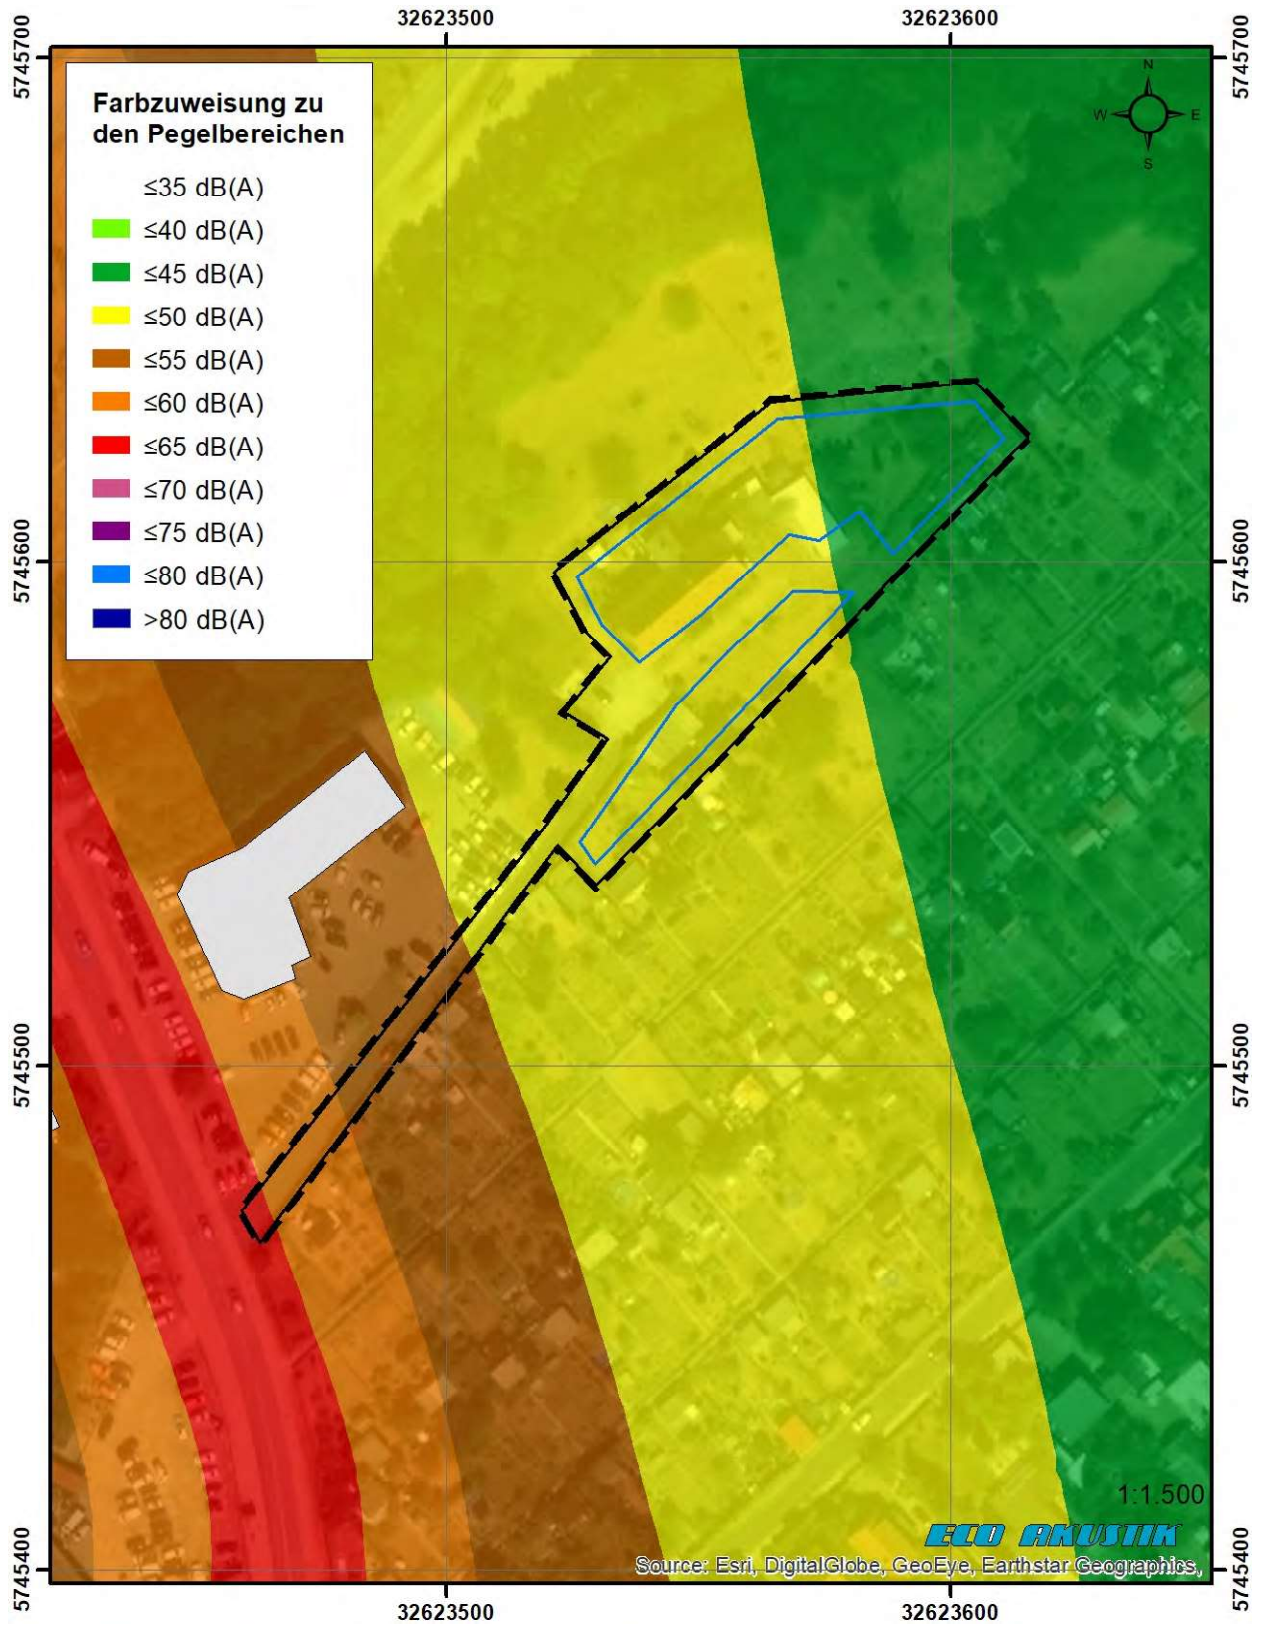 32623500
32623600
5745700
5745700
N
W
E
S
Farbzuweisung zu
den Pegelbereichen
≤35 dB(A)
≤40 dB(A)
≤45 dB(A)
≤50 dB(A)
≤55 dB(A)
≤60 dB(A)
≤65 dB(A)
≤70 dB(A)
≤75 dB(A)
≤80 dB(A)
>80 dB(A)
5745600
5745600
5745500
5745500
1:1.500
ECO AKUSTIK
Source: Esri, DigitalGlobe, GeoEye, Earthstar Geographics,
5745400
5745400
32623500
32623600